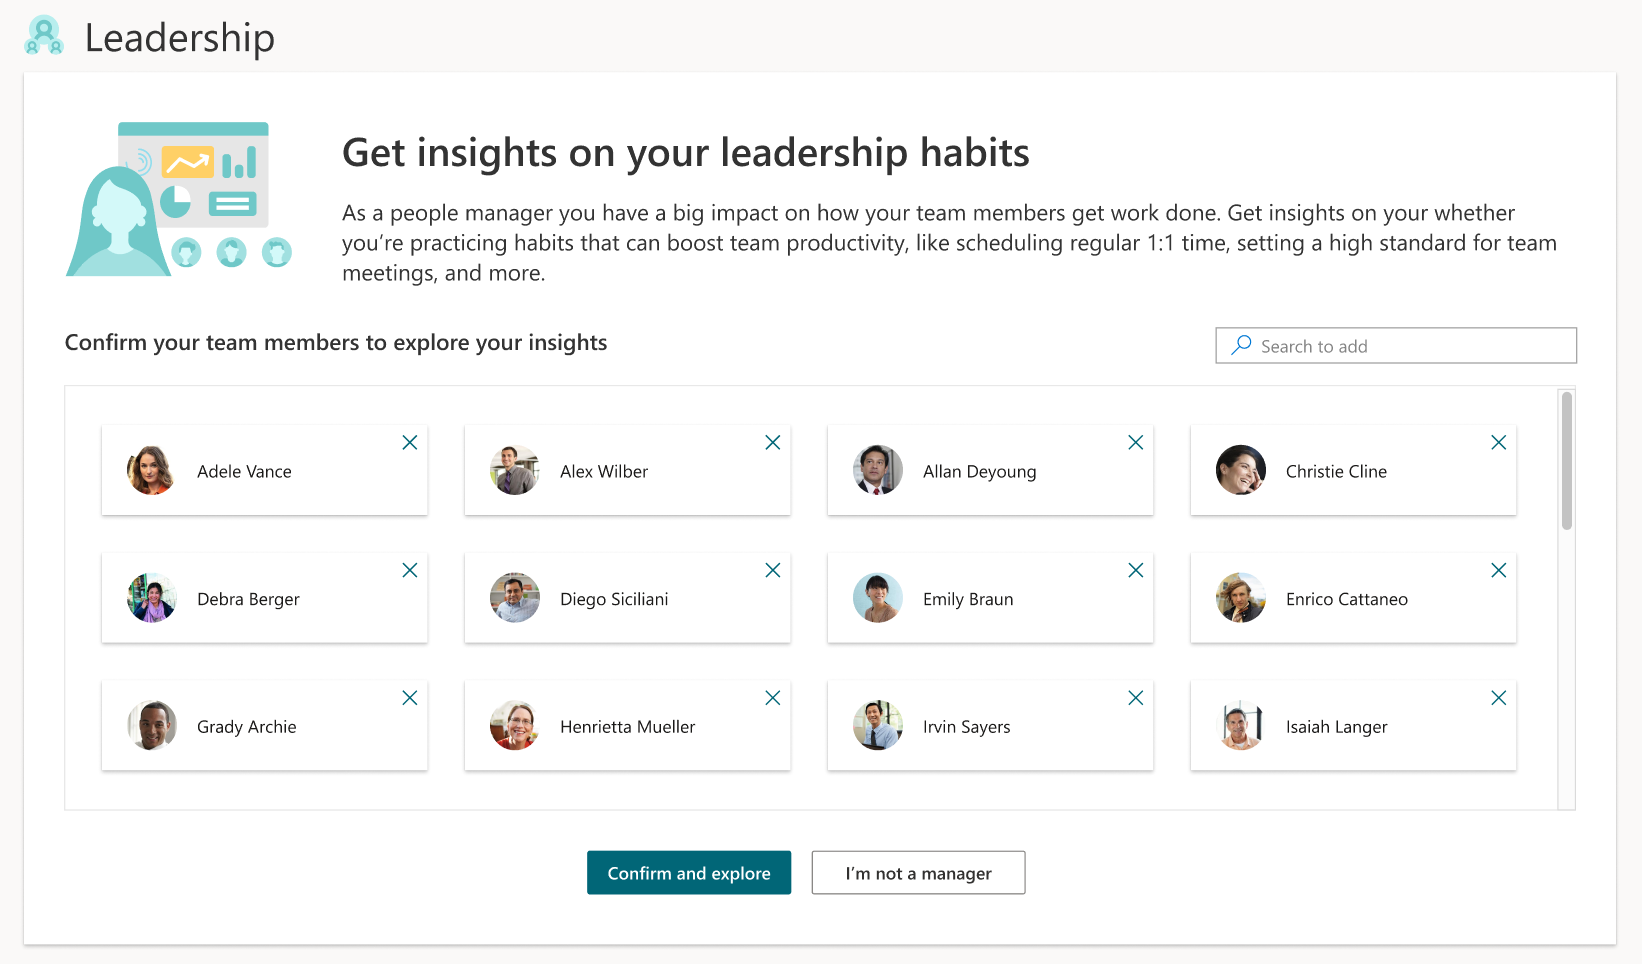 Leadership
Get insights on your leadership habits
As a people manager you have a big impact on how your team members get work done. Get insights on your whether
you're practicing habits that can boost team productivity, like scheduling regular 1:1 time, setting a high standard for team
meetings, and more.
Confirm your team members to explore your insights
Search to add
Adele Vance
Alex Wilber
Allan Deyoung
Christie Cline
Debra Berger
Diego Siciliani
Emily Braun
Enrico Cattaneo
Grady Archie
Henrietta Mueller
Irvin Sayers
Isaiah Langer
Confirm and explore
I'm not a manager